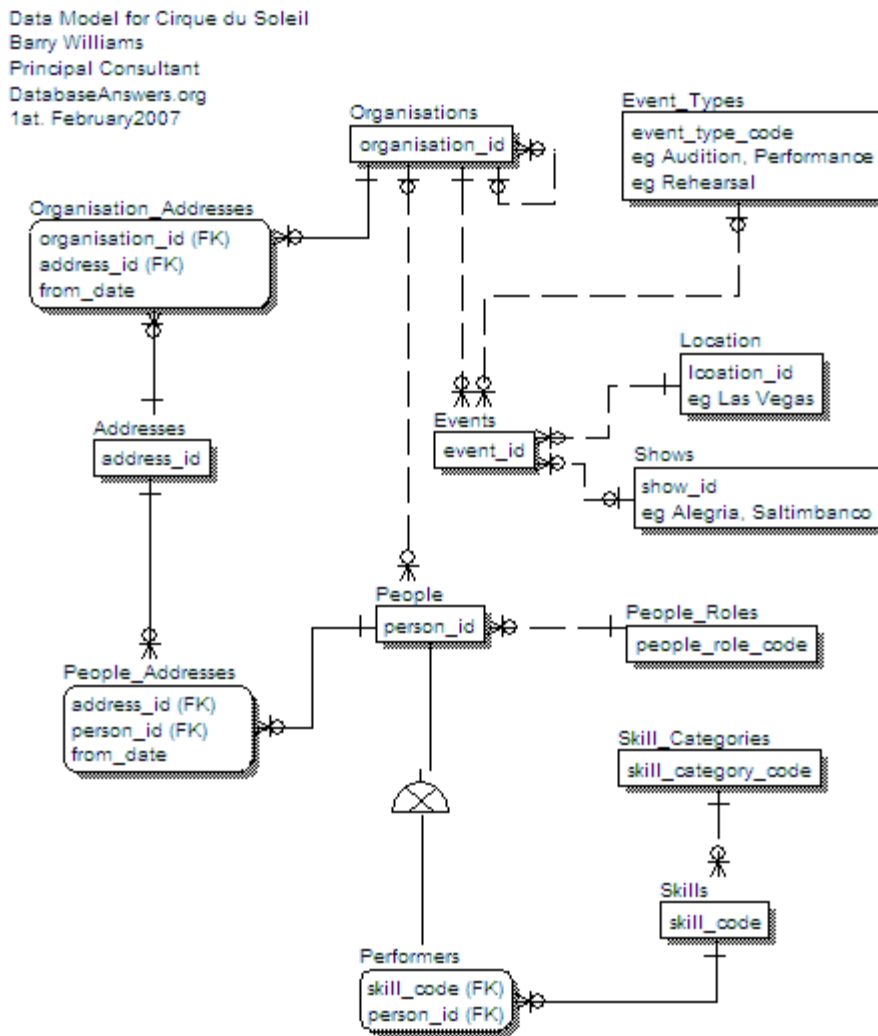 Data Model for Cirque du Soleil
Barry Williams
Principal Consultant
DatabaseAnswers.org
1at. February2007
Organisations
organisation_id
Event_Types
event_type_code
eg Audition, Performance
eg Rehearsal
Organisation_Addresses
organisation_id (FK)
address_id (FK)
from_date
Location
lcoation_id
eg Las Vegas
Addresses
address_id
Events
event_id
Shows
show_id
eg Alegria, Saltimbanco
People
person_id
People_Roles
people_role_code
People_Addresses
address_id (FK)
person_id (FK)
from_date
Skill_Categories
skill_category_code
Skills
skill_code
Performers
skill_code (FK)
person_id (FK)